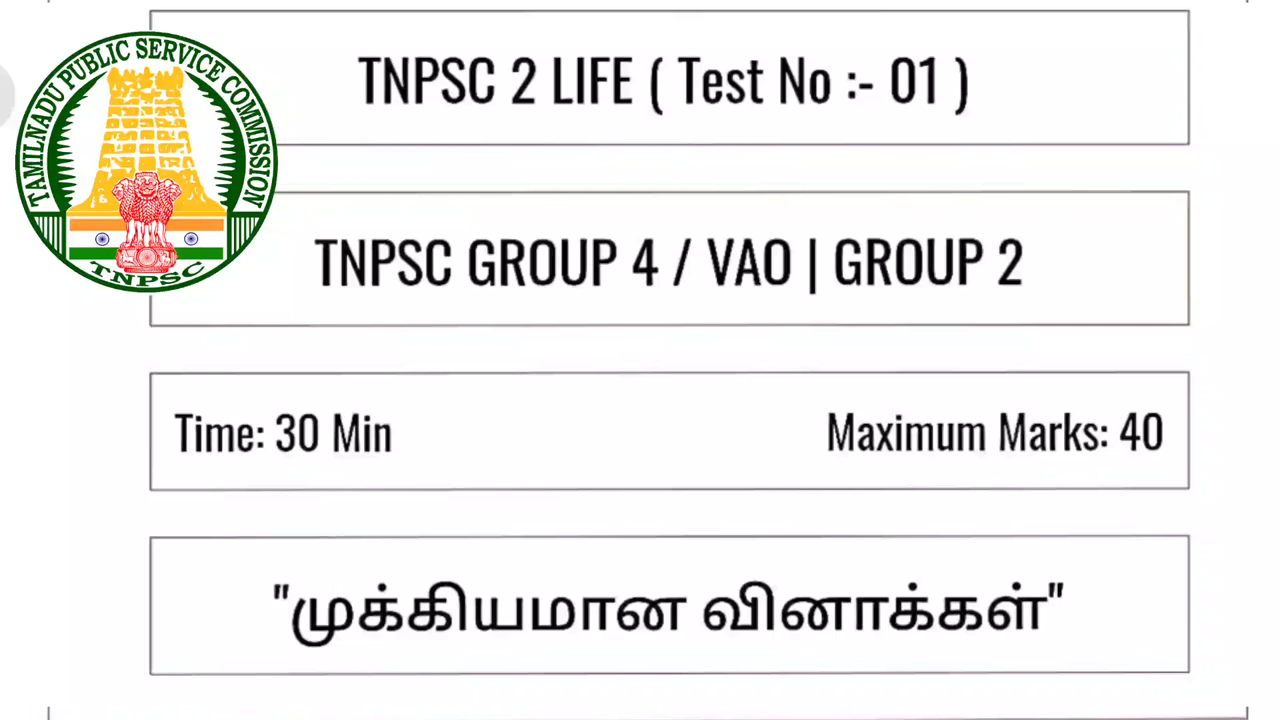 TAMILNADU PUBLIC SERVICE COMMISSION
TNPSC
TNPSC 2 LIFE ( Test No :- 01 )
TNPSC GROUP 4 / VAO | GROUP 2
Time: 30 Min
Maximum Marks: 40
"முக்கியமான வினாக்கள்"